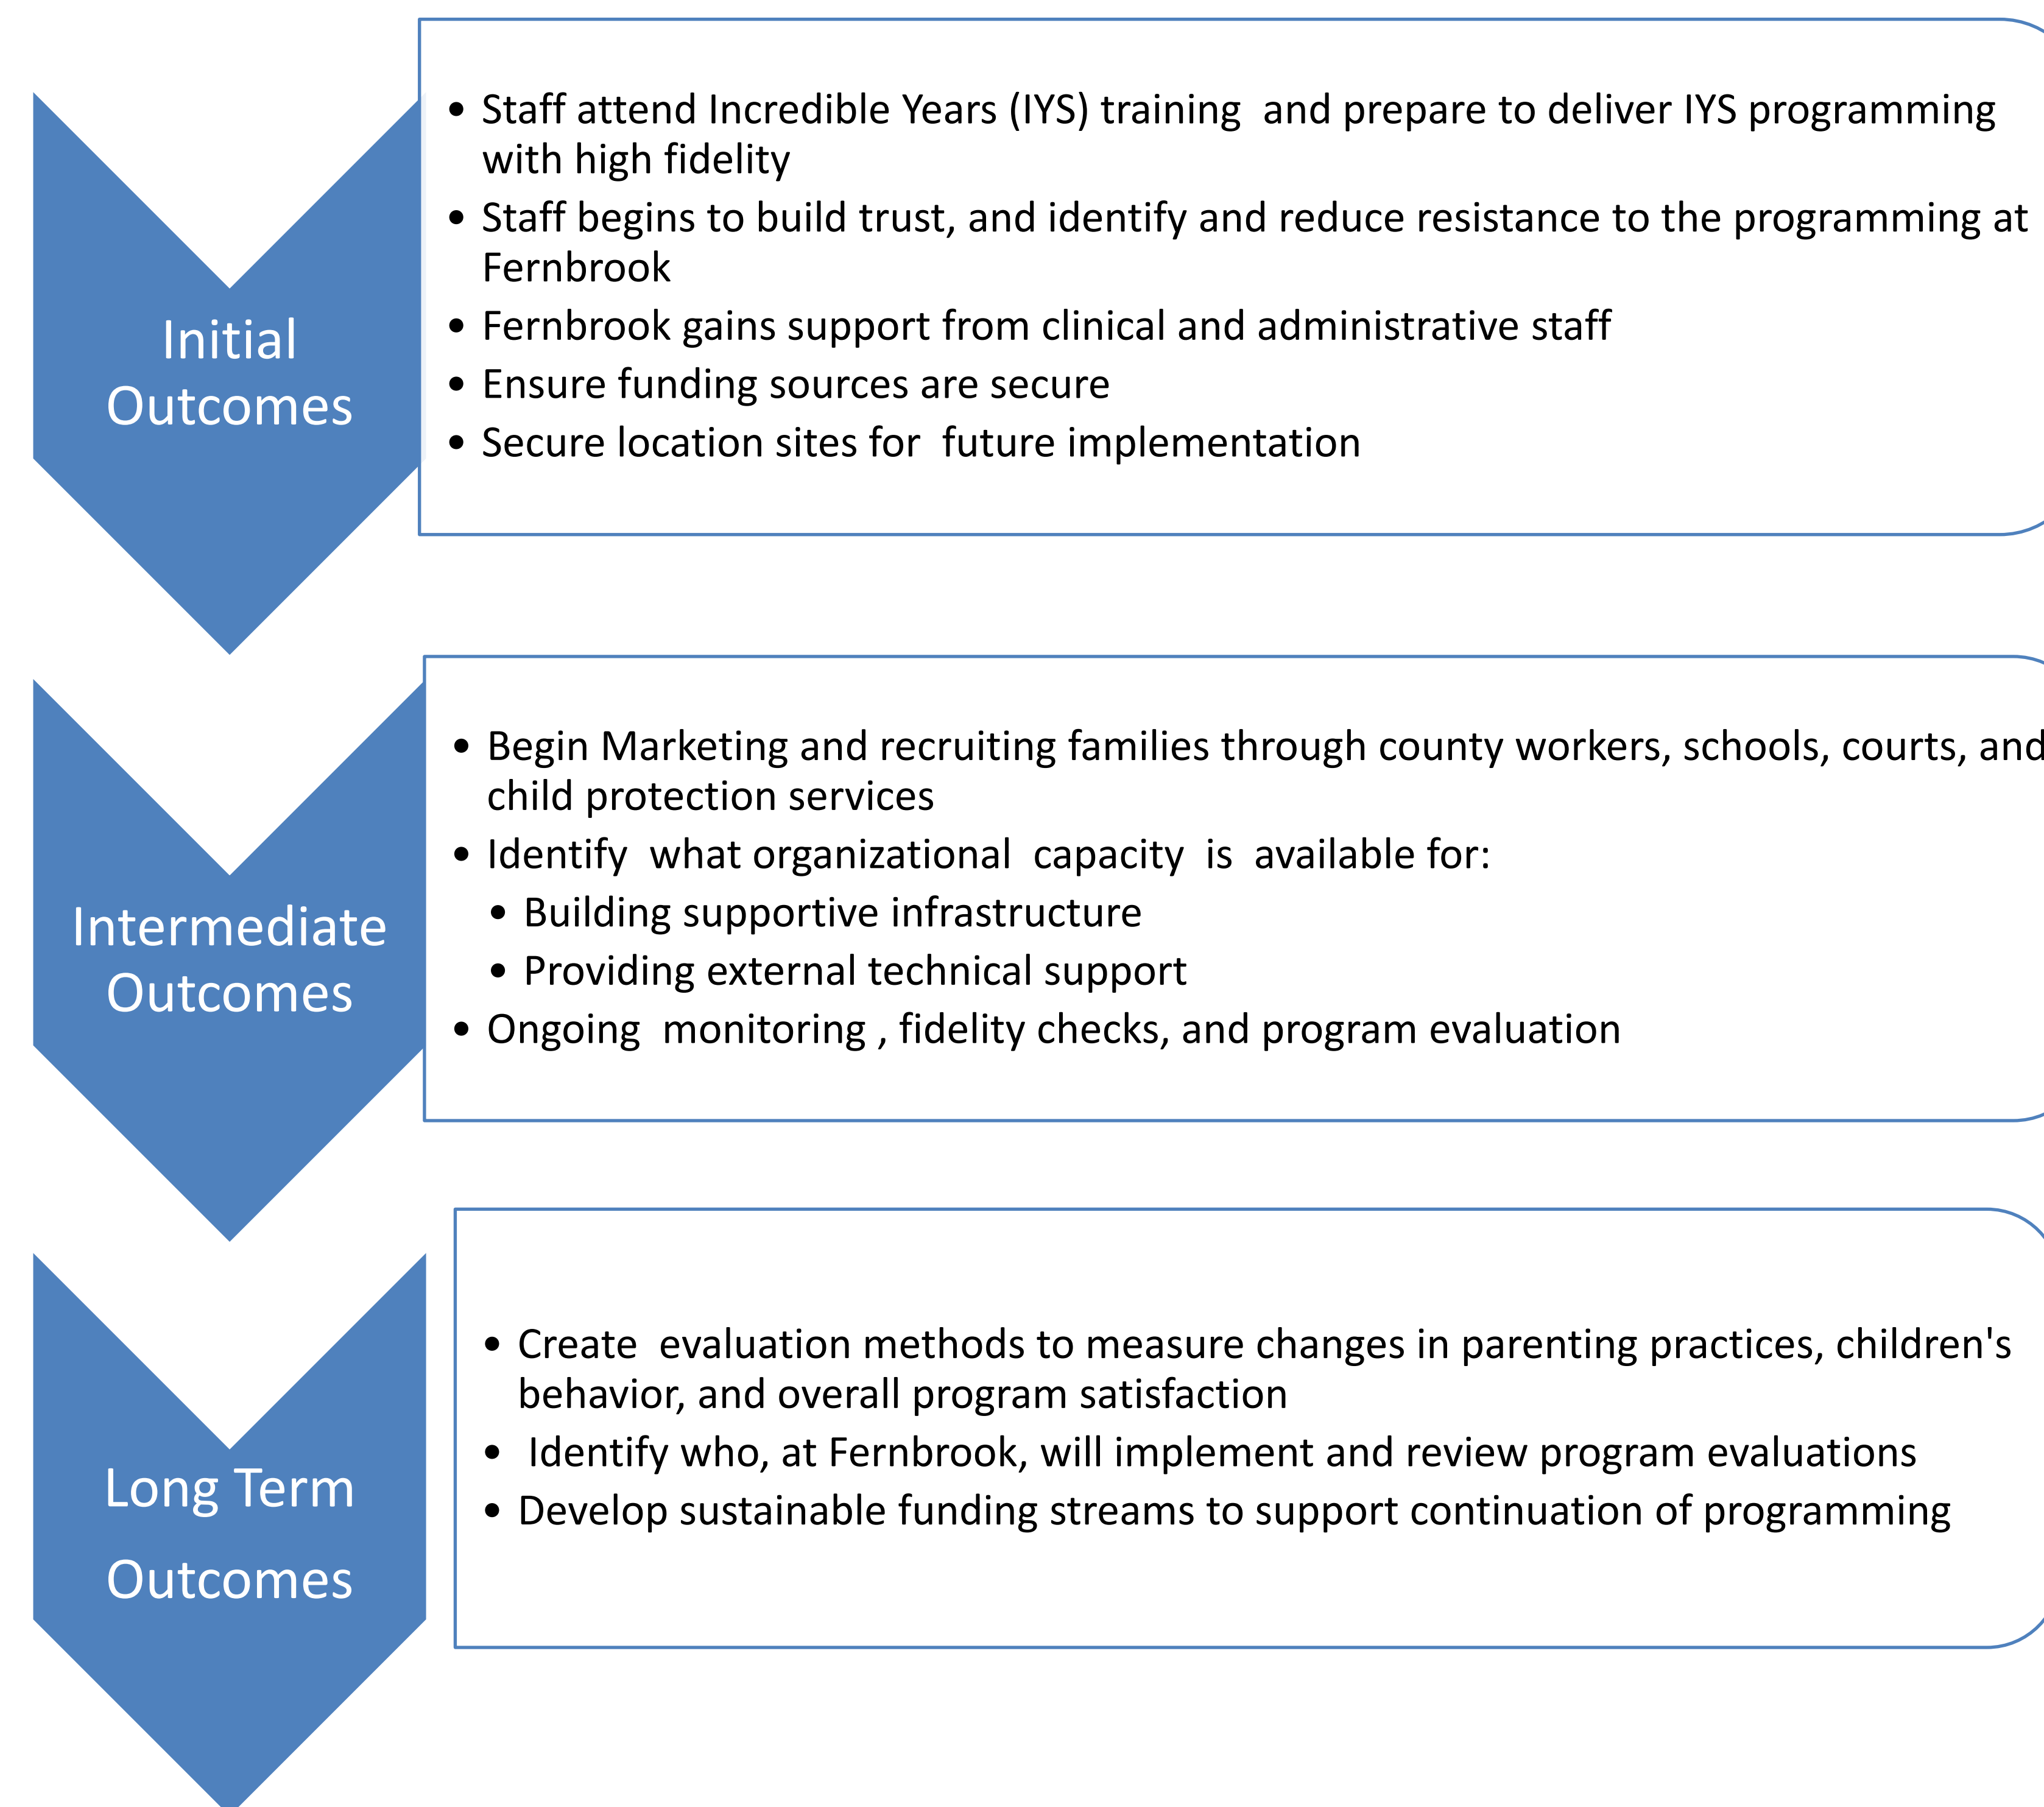 Initial
Outcomes
• Staff attend Incredible Years (IYS) training  and prepare to deliver IYS programming
with high fidelity
• Staff begins to build trust, and identify and reduce resistance to the programming at
Fernbrook
• Fernbrook gains support from clinical and administrative staff
• Ensure funding sources are secure
• Secure location sites for  future implementation
Intermediate
Outcomes
• Begin Marketing and recruiting families through county workers, schools, courts, and
child protection services
• Identify  what organizational  capacity  is  available for:
• Building supportive infrastructure
• Providing external technical support
• Ongoing  monitoring , fidelity checks, and program evaluation
Long Term
Outcomes
• Create  evaluation methods to measure changes in parenting practices, children's
behavior, and overall program satisfaction
•  Identify who, at Fernbrook, will implement and review program evaluations
• Develop sustainable funding streams to support continuation of programming